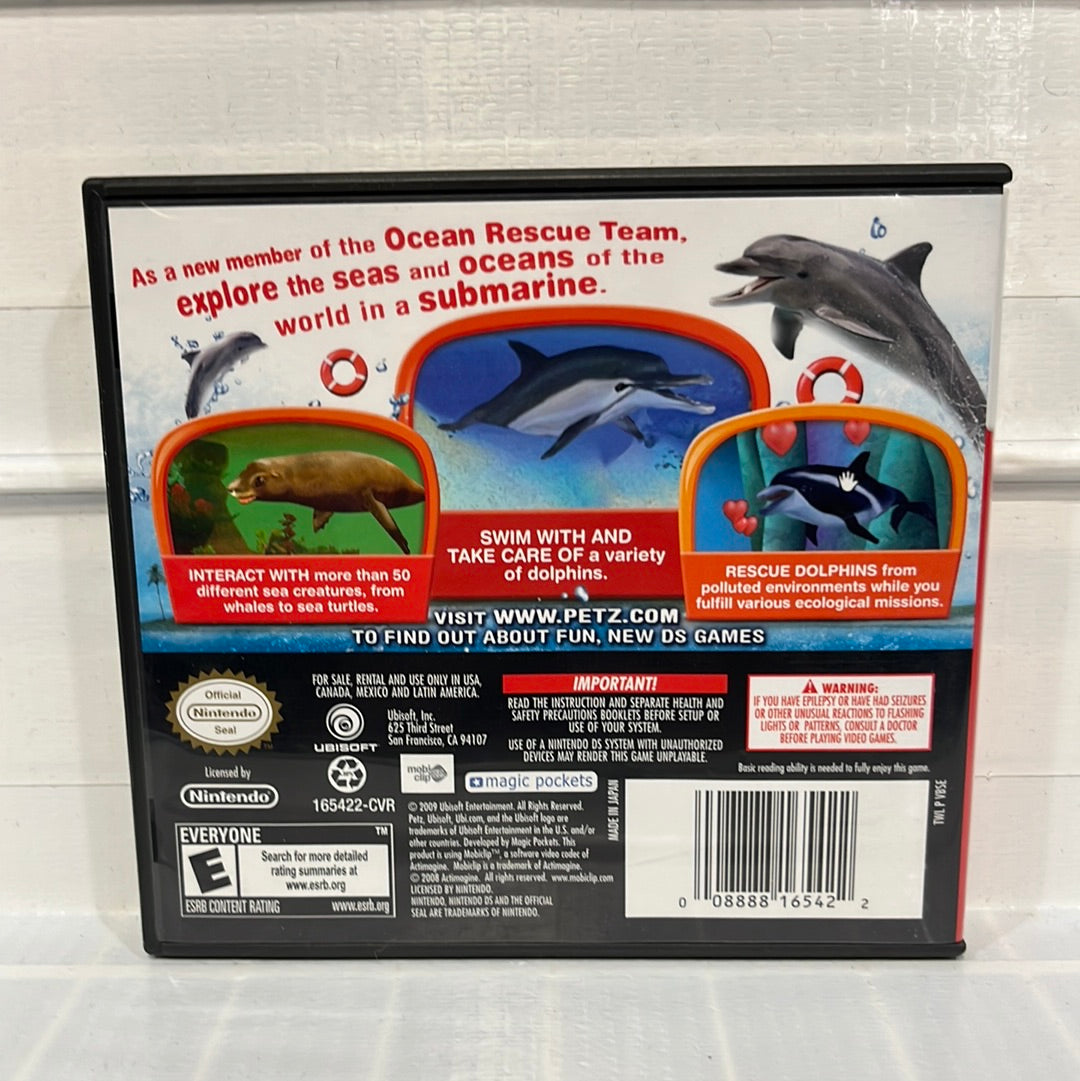 As a new member of the Ocean Rescue Team,
explore the seas and oceans of the
world in a submarine.
SWIM WITH AND
TAKE CARE OF a variety
of dolphins.
INTERACT WITH more than 50
different sea creatures, from
whales to sea turtles.
RESCUE DOLPHINS from
polluted environments while you
fulfill various ecological missions.
VISIT WWW.PETZ.COM
TO FIND OUT ABOUT FUN, NEW DS GAMES
Official
Nintendo
Seal
TM
Licensed by
Nintendo
FOR SALE, RENTAL AND USE ONLY IN USA,
CANADA, MEXICO AND LATIN AMERICA.
UBISOFT
Ubisoft, Inc.
625 Third Street
San Francisco, CA 94107
165422-CVR
mobi
clip
magic pockets
IMPORTANT!
READ THE INSTRUCTION AND SEPARATE HEALTH AND
SAFETY PRECAUTIONS BOOKLETS BEFORE SETUP OR
USE OF YOUR SYSTEM.
USE OF A NINTENDO DS SYSTEM WITH UNAUTHORIZED
DEVICES MAY RENDER THIS GAME UNPLAYABLE.
WARNING:
IF YOU HAVE EPILEPSY OR HAVE HAD SEIZURES
OR OTHER UNUSUAL REACTIONS TO FLASHING
LIGHTS OR PATTERNS, CONSULT A DOCTOR
BEFORE PLAYING VIDEO GAMES.
Basic reading ability is needed to fully enjoy this game.
EVERYONE TM
E
Search for more detailed
rating summaries at
www.esrb.org
ESRB CONTENT RATING www.esrb.org
© 2009 Ubisoft Entertainment. All Rights Reserved.
Petz, Ubisoft, Ubi.com, and the Ubisoft logo are
trademarks of Ubisoft Entertainment in the U.S. and/or
other countries. Developed by Magic Pockets. This
product is using Mobiclip™, a software video codec of
Actimagine. Mobiclip is a trademark of Actimagine.
© 2008 Actimagine. All rights reserved. www.mobiclip.com
LICENSED BY NINTENDO.
NINTENDO, NINTENDO DS AND THE OFFICIAL
SEAL ARE TRADEMARKS OF NINTENDO.
MADE IN JAPAN
0 08888 16542 2
TWL P VBSE